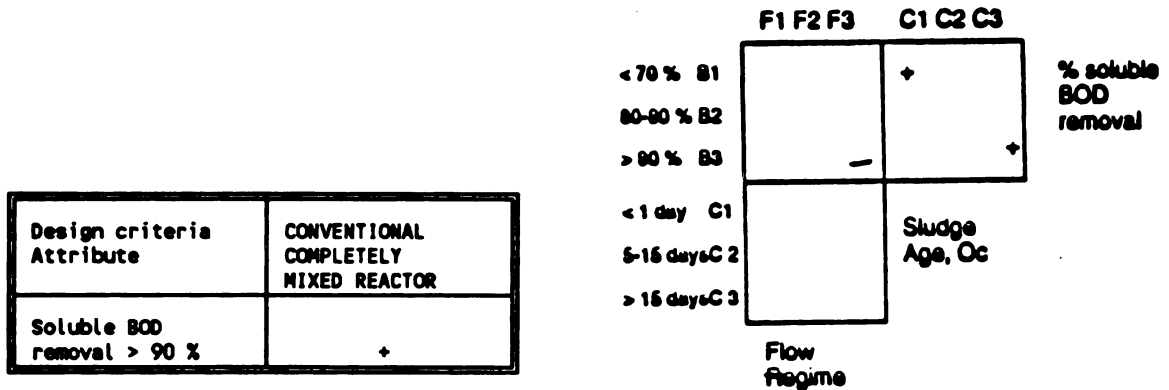 F1 F2 F3 C1 C2 C3
< 70 % B1
80-90 % B2
> 90 % B3
+
+
—
% soluble
BOD
removal
< 1 day C1
5-15 days C 2
> 15 days C 3
Sludge
Age, Oc
Flow
Regime
Design criteria
Attribute
CONVENTIONAL
COMPLETELY
MIXED REACTOR
Soluble BOD
removal > 90 %
+